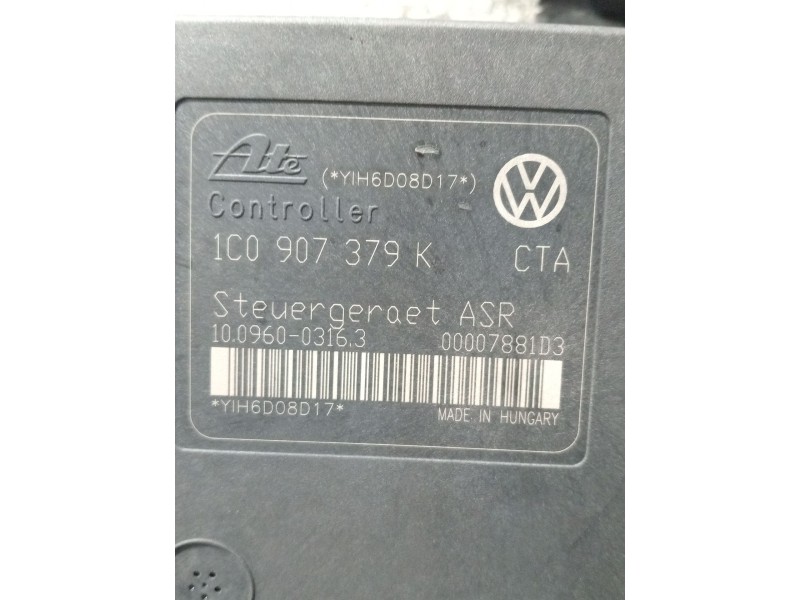 Ate (*YIH6D08D17*)
Controller
1C0 907 379 K CTA
Steuergeraet ASR
10.0960-0316.3 00007881D3
*YIH6D08D17* MADE IN HUNGARY